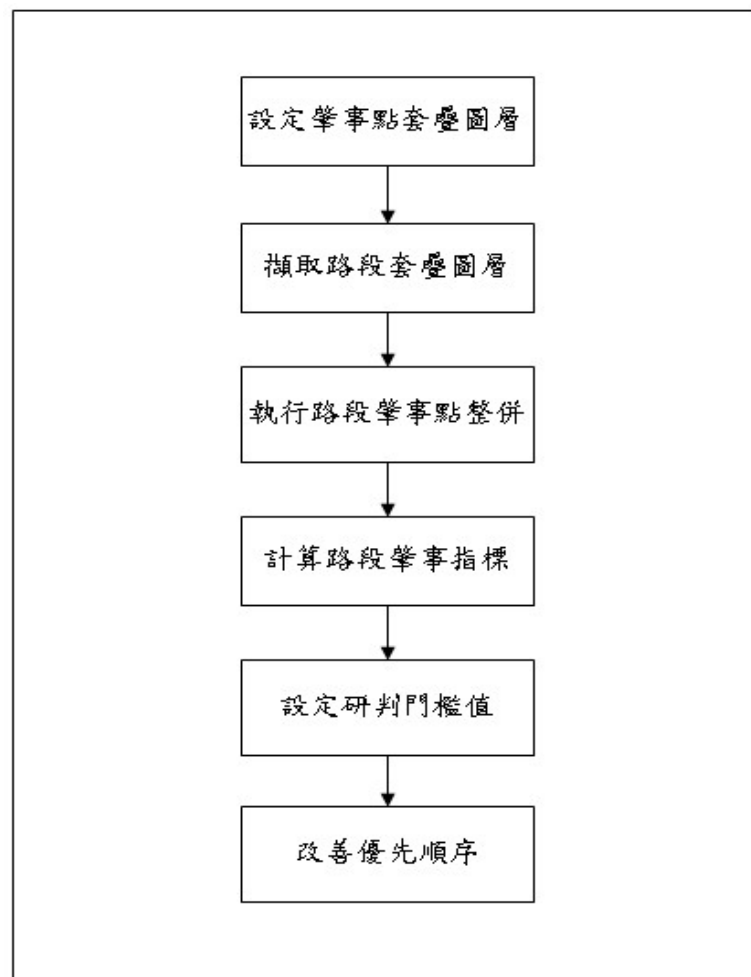 設定肇事點套疊圖層
擷取路段套疊圖層
執行路段肇事點整併
計算路段肇事指標
設定研判門檻值
改善優先順序